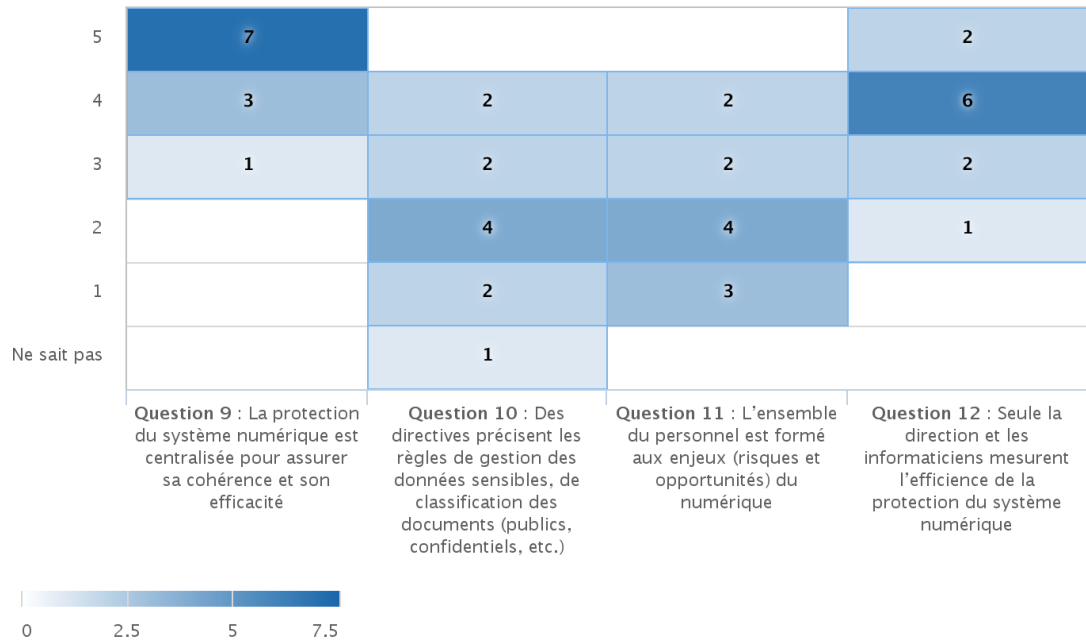 5
7
2
4
3
2
2
6
3
1
2
2
2
2
4
4
1
1
2
3
Ne sait pas
1
Question 9 : La protection
du système numérique est
centralisée pour assurer
sa cohérence et son
efficacité
Question 10 : Des
directives précisent les
règles de gestion des
données sensibles, de
classification des
documents (publics,
confidentiels, etc.)
Question 11 : L'ensemble
du personnel est formé
aux enjeux (risques et
opportunités) du
numérique
Question 12 : Seule la
direction et les
informaticiens mesurent
l'efficience de la
protection du système
numérique
0
2.5
5
7.5